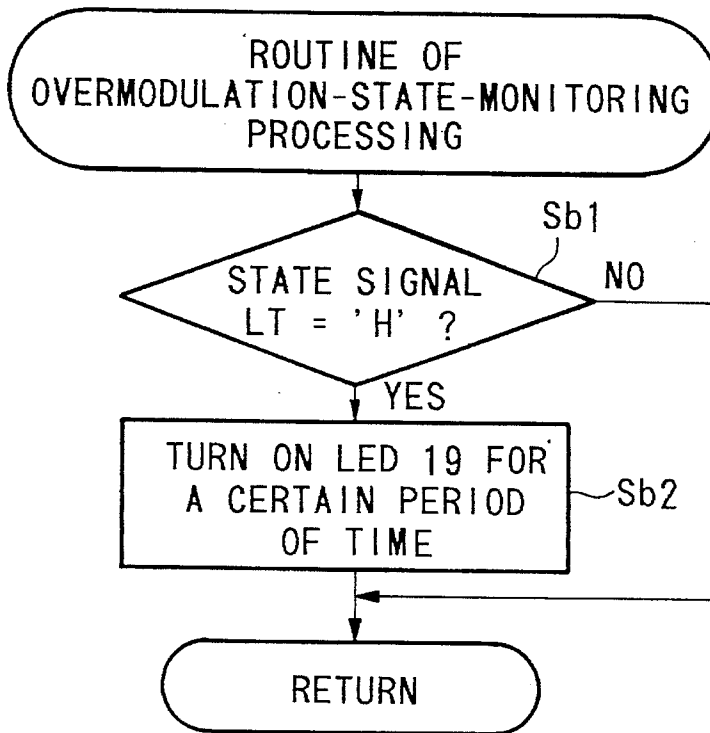 ROUTINE OF
OVERMODULATION-STATE-MONITORING
PROCESSING
Sb1
STATE SIGNAL
LT = 'H' ?
NO
YES
TURN ON LED 19 FOR
A CERTAIN PERIOD
OF TIME
Sb2
RETURN